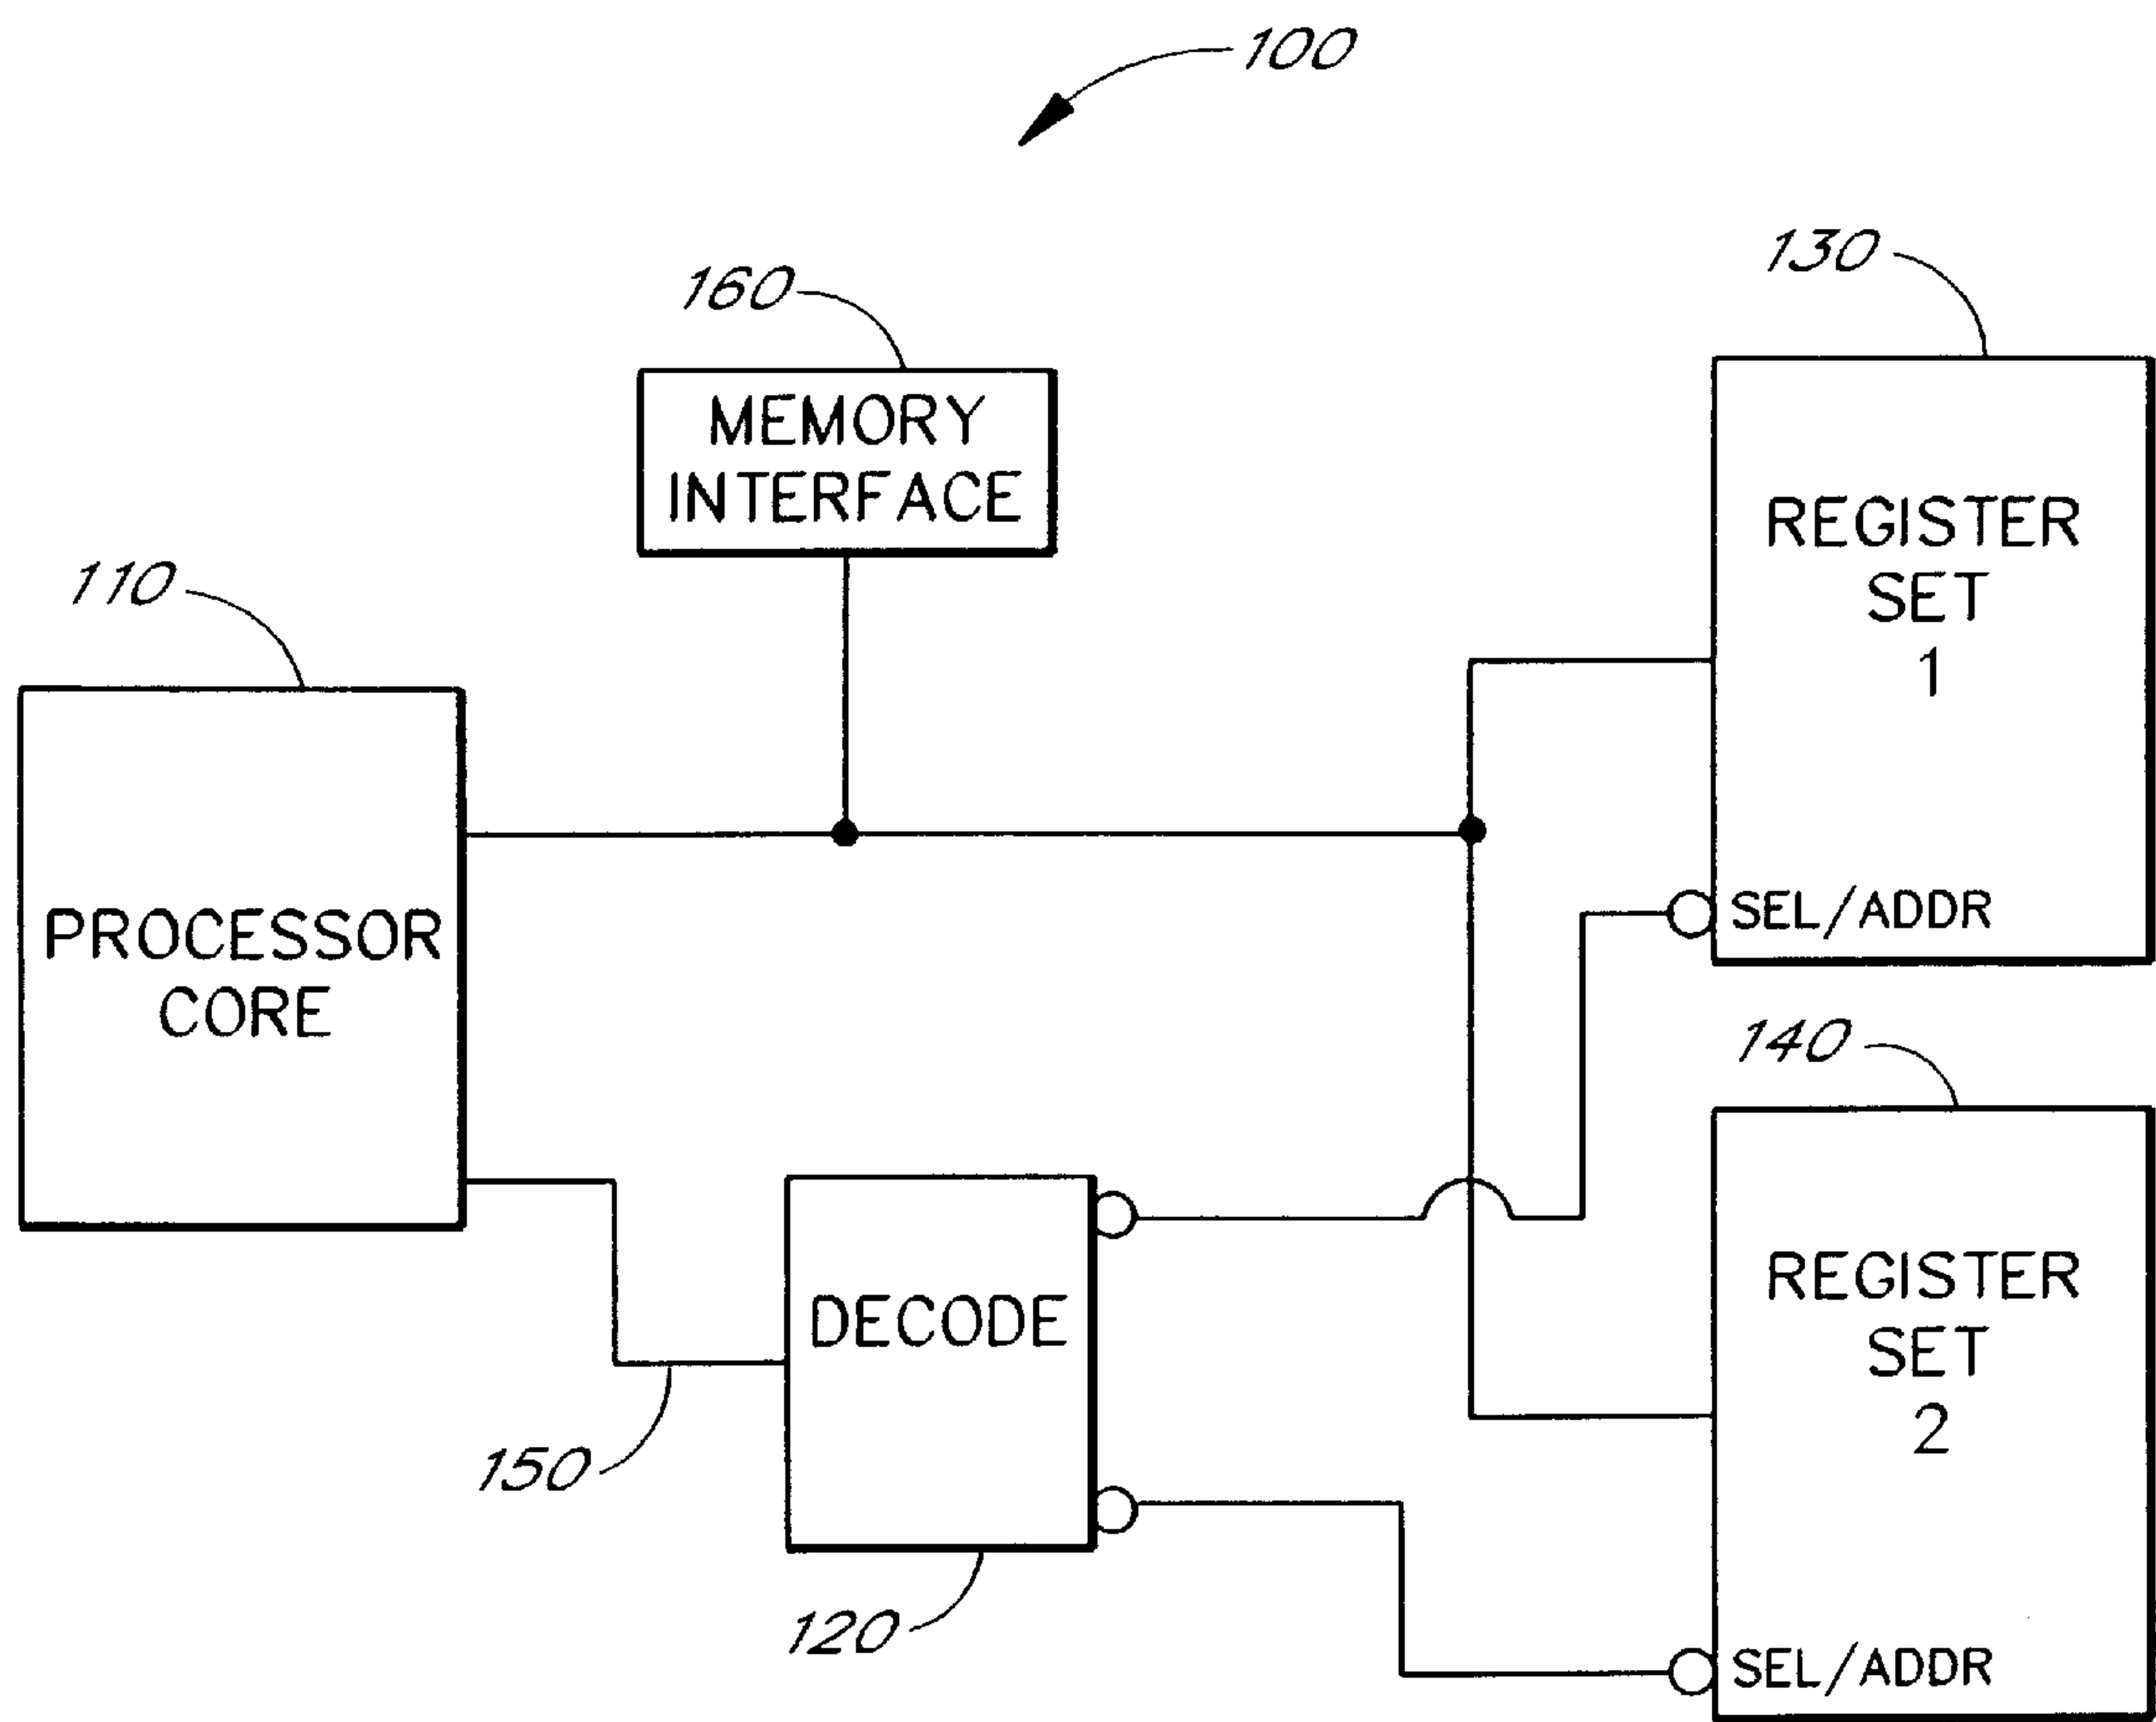 100
130
160
MEMORY
INTERFACE
REGISTER
SET
1
SEL/ADDR
110
PROCESSOR
CORE
140
REGISTER
SET
2
SEL/ADDR
DECODE
150
120